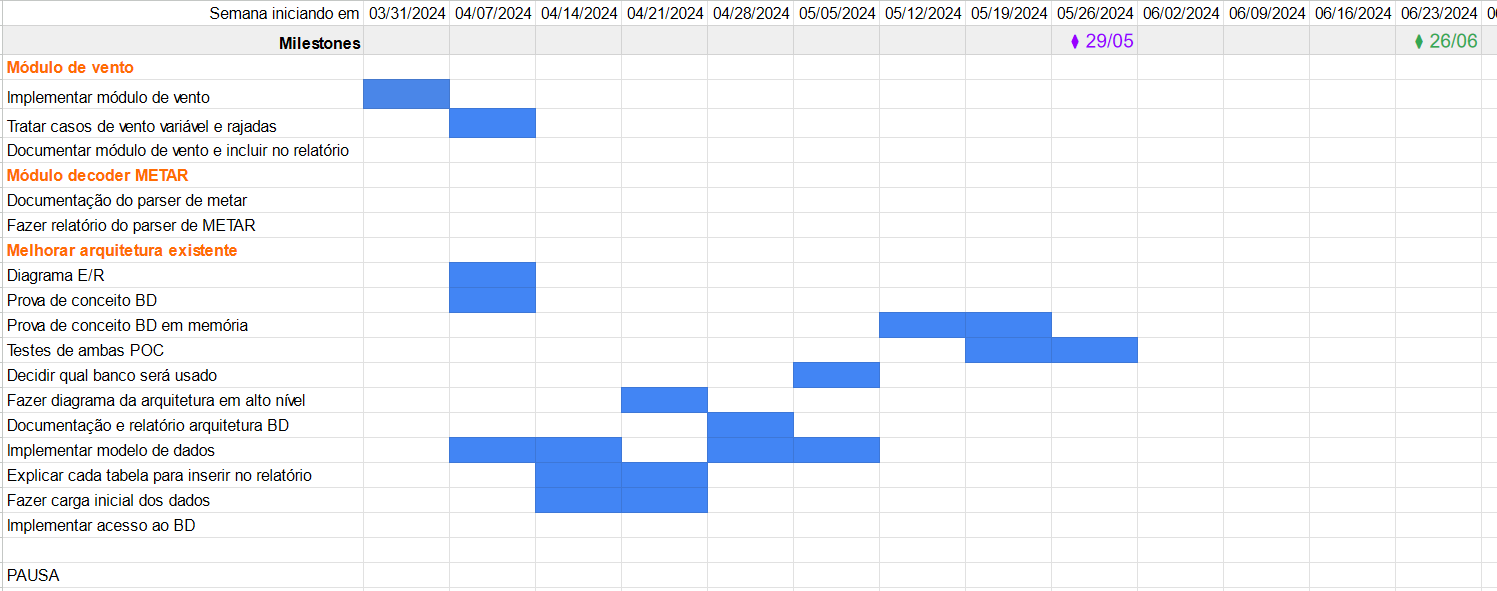 Semana iniciando em 03/31/2024 04/07/2024 04/14/2024 04/21/2024 04/28/2024 05/05/2024 05/12/2024 05/19/2024 05/26/2024 06/02/2024 06/09/2024 06/16/2024 06/23/2024
Milestones ♦ 29/05 ♦ 26/06
Módulo de vento
Implementar módulo de vento
Tratar casos de vento variável e rajadas
Documentar módulo de vento e incluir no relatório
Módulo decoder METAR
Documentação do parser de metar
Fazer relatório do parser de METAR
Melhorar arquitetura existente
Diagrama E/R
Prova de conceito BD
Prova de conceito BD em memória
Testes de ambas POC
Decidir qual banco será usado
Fazer diagrama da arquitetura em alto nível
Documentação e relatório arquitetura BD
Implementar modelo de dados
Explicar cada tabela para inserir no relatório
Fazer carga inicial dos dados
Implementar acesso ao BD
PAUSA